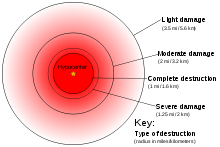 Light damage
(3.5 mi/5.6 km)
Moderate damage
(2 mi/3.2 km)
Hypocenter
Complete destruction
(1 mi/1.6 km)
Severe damage
(1.25 mi/2 km)
Key:
Type of destruction
(radius in miles/kilometers)